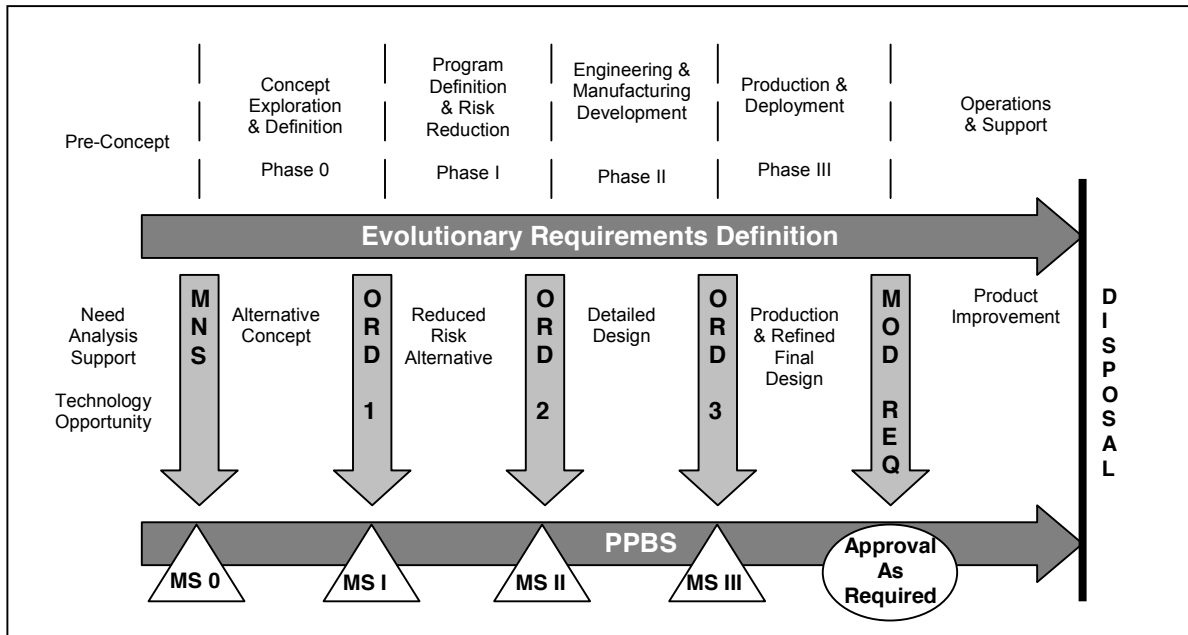 Pre-Concept
Concept
Exploration
& Definition
Phase 0
Program
Definition
& Risk
Reduction
Phase I
Engineering &
Manufacturing
Development
Phase II
Production &
Deployment
Phase III
Operations
& Support
Evolutionary Requirements Definition
Need
Analysis
Support
Technology
Opportunity
MNS
Alternative
Concept
ORD 1
Reduced
Risk
Alternative
ORD 2
Detailed
Design
ORD 3
Production
& Refined
Final
Design
MOD REQ
Product
Improvement
DISPOSAL
PPBS
MS 0
MS I
MS II
MS III
Approval
As
Required